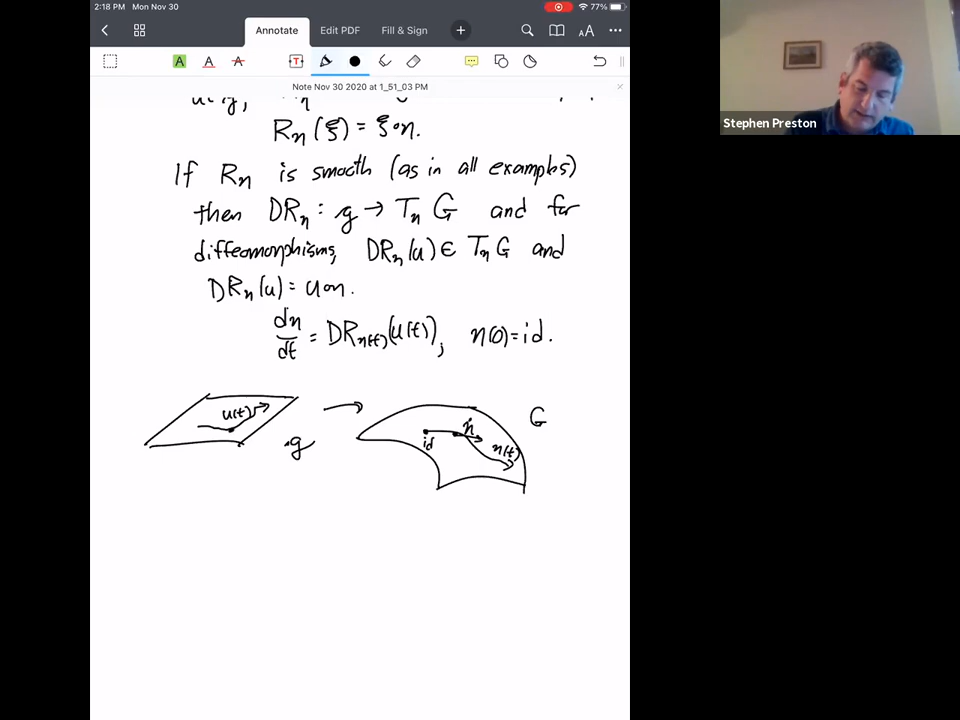 2:18 PM Mon Nov 30
77%
Annotate Edit PDF Fill & Sign
Note Nov 30 2020 at 1_51_03 PM
Rη(ξ) = ξ∘η.
If Rη is smooth (as in all examples)
then DRη : g → TηG and for
diffeomorphisms, DRη(u) ∈ TηG and
DRη(u) = u∘η.
dη/dt = DRη(t)(u(t)), η(0) = id.
u(t)
g
id
η̇
η(t)
G
Stephen Preston